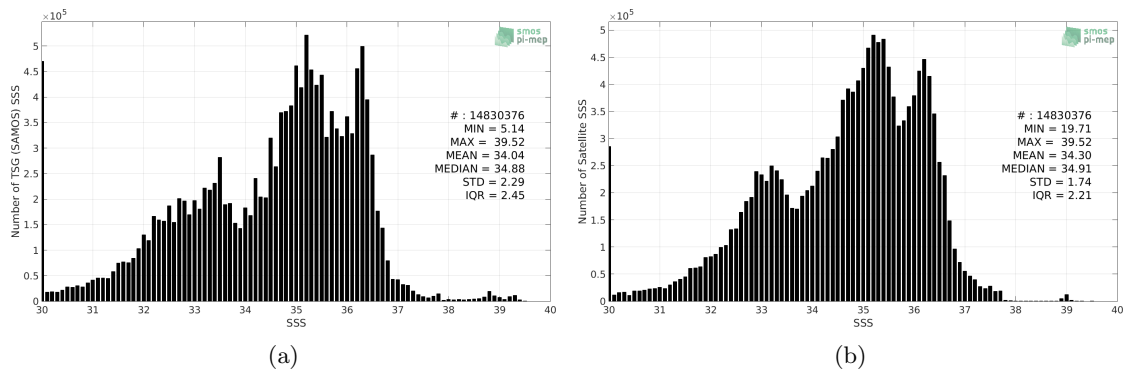 ×10⁵
smos
pi-mep
5
4.5
4
3.5
3
2.5
2
1.5
1
0.5
0
Number of TSG (SAMOS) SSS
# : 14830376
MIN = 5.14
MAX = 39.52
MEAN = 34.04
MEDIAN = 34.88
STD = 2.29
IQR = 2.45
30 31 32 33 34 35 36 37 38 39 40
SSS
(a)
×10⁵
smos
pi-mep
5
4.5
4
3.5
3
2.5
2
1.5
1
0.5
0
Number of Satellite SSS
# : 14830376
MIN = 19.71
MAX = 39.52
MEAN = 34.30
MEDIAN = 34.91
STD = 1.74
IQR = 2.21
30 31 32 33 34 35 36 37 38 39 40
SSS
(b)